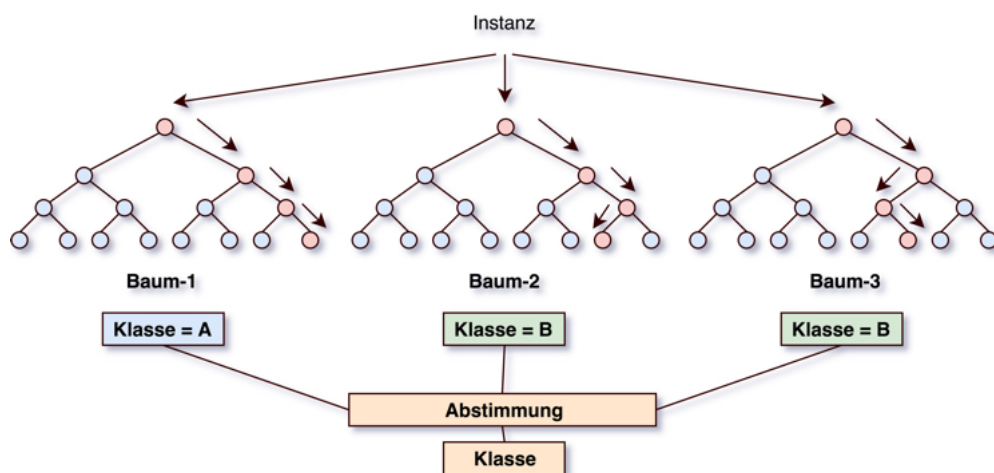 Instanz
Baum-1
Baum-2
Baum-3
Klasse = A
Klasse = B
Klasse = B
Abstimmung
Klasse